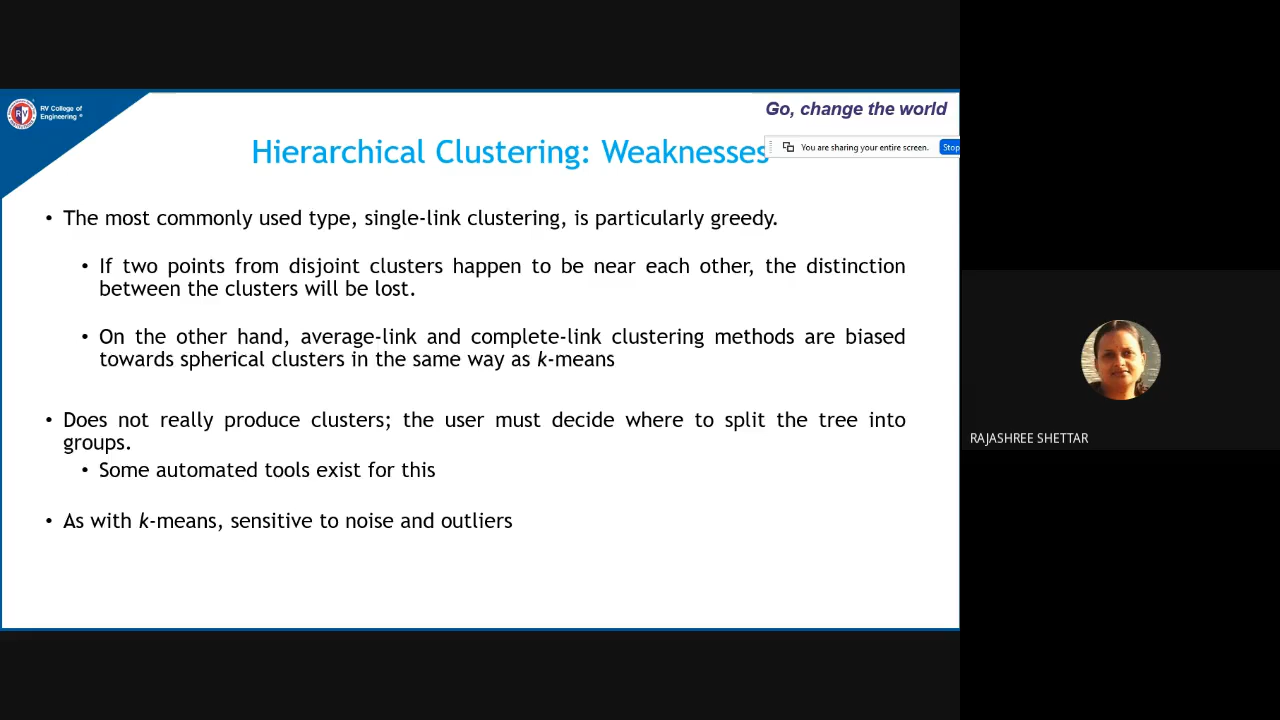 RV College of
Engineering ®
Go, change the world
Hierarchical Clustering: Weaknesses
You are sharing your entire screen.
Stop
• The most commonly used type, single-link clustering, is particularly greedy.
• If two points from disjoint clusters happen to be near each other, the distinction
between the clusters will be lost.
• On the other hand, average-link and complete-link clustering methods are biased
towards spherical clusters in the same way as k-means
• Does not really produce clusters; the user must decide where to split the tree into
groups.
• Some automated tools exist for this
• As with k-means, sensitive to noise and outliers
RAJASHREE SHETTAR